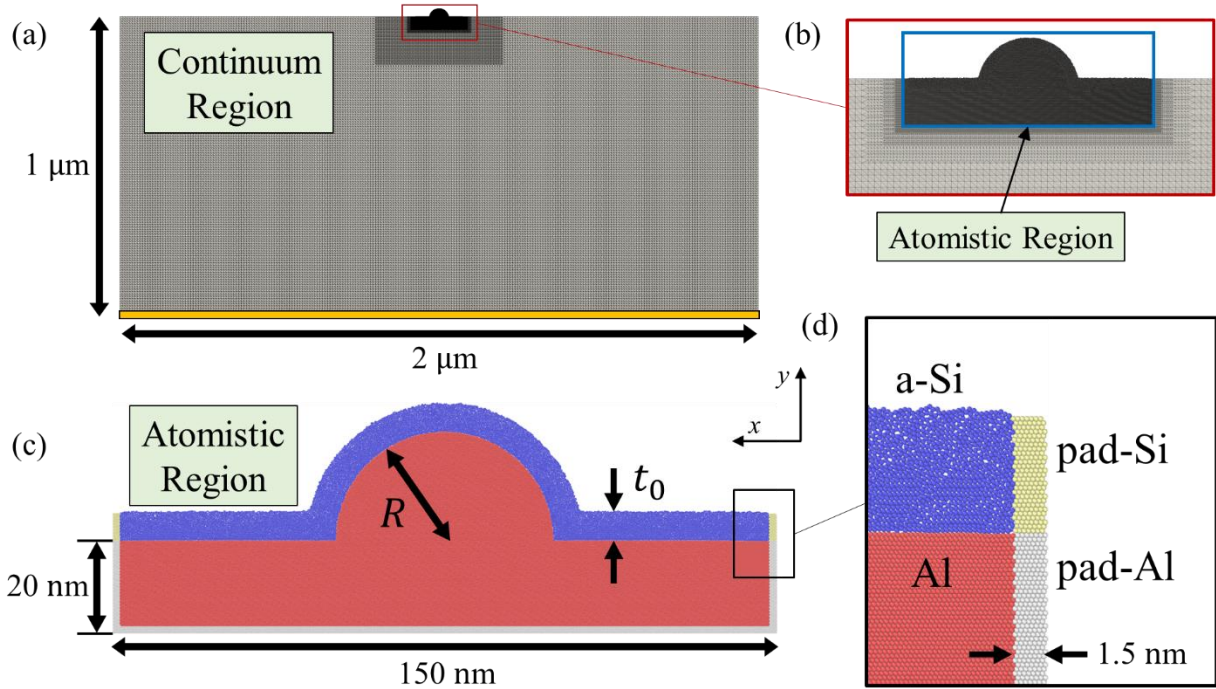 (a)
Continuum
Region
1 μm
2 μm
(b)
Atomistic Region
(c)
Atomistic
Region
R
t₀
20 nm
150 nm
y
x
(d)
a-Si
pad-Si
Al
pad-Al
1.5 nm